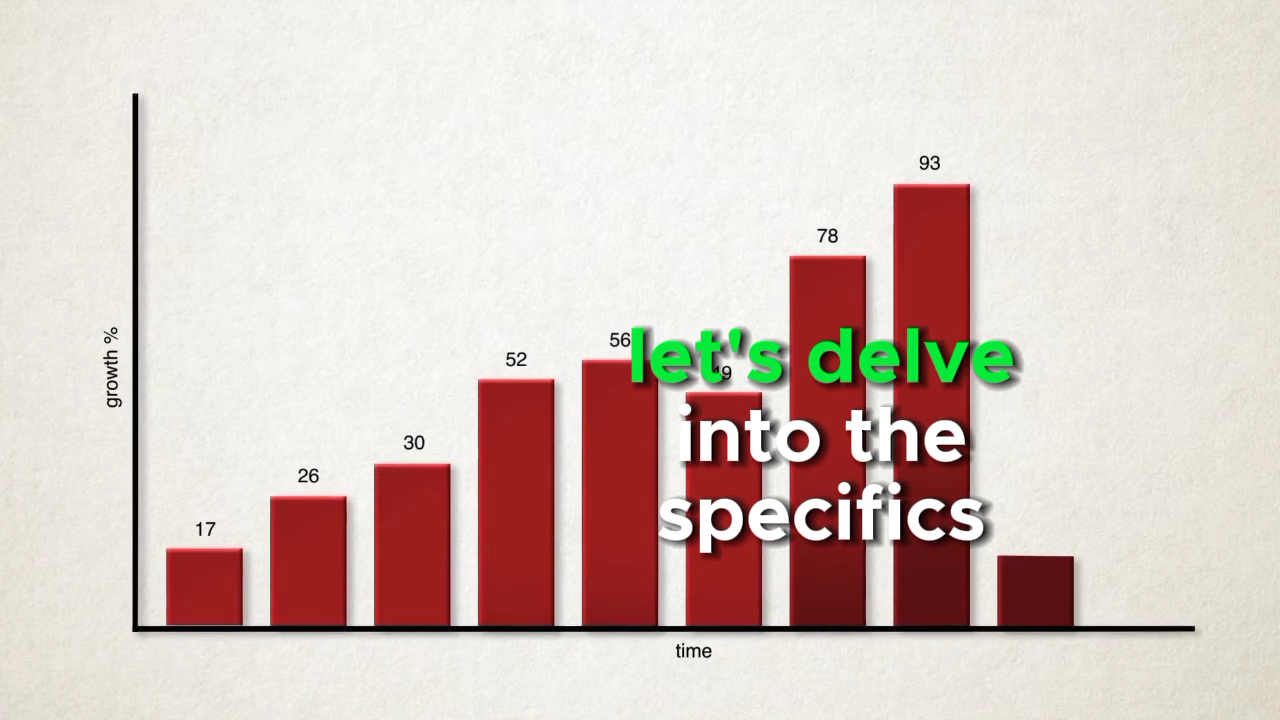 93
78
56
52
30
26
17
let's delve
into the
specifics
growth %
time